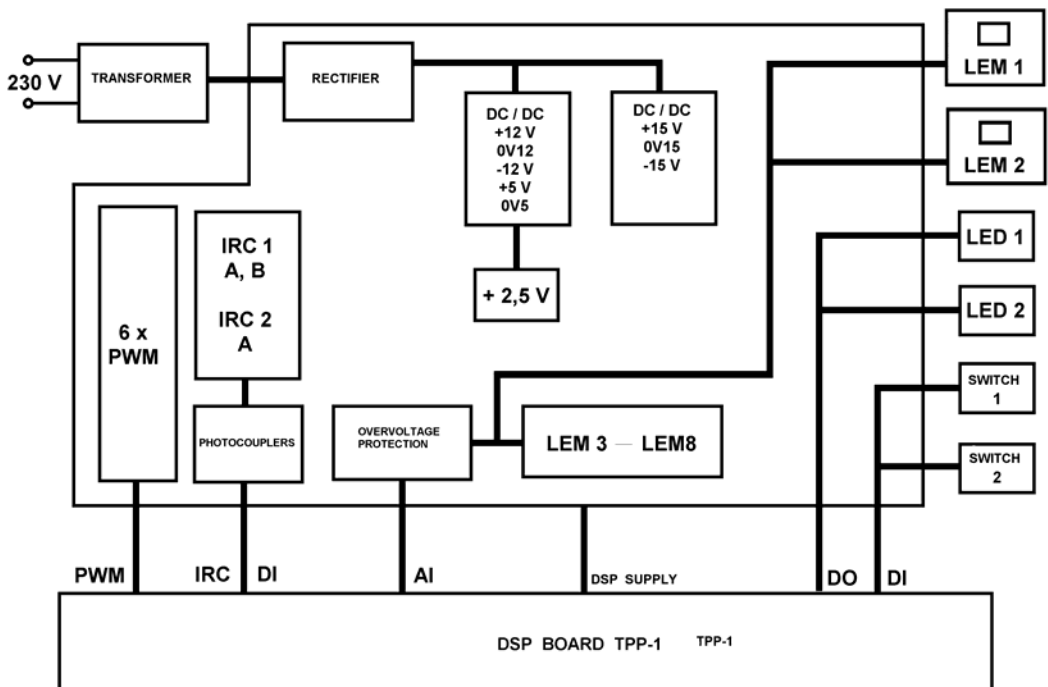 230 V
TRANSFORMER
RECTIFIER
DC / DC
+12 V
0V12
-12 V
+5 V
0V5
DC / DC
+15 V
0V15
-15 V
+ 2,5 V
LEM 1
LEM 2
LED 1
LED 2
SWITCH
1
SWITCH
2
6 x
PWM
IRC 1
A, B
IRC 2
A
PHOTOCOUPLERS
OVERVOLTAGE
PROTECTION
LEM 3 — LEM8
PWM
IRC DI
AI
DSP SUPPLY
DO
DI
DSP BOARD TPP-1 TPP-1